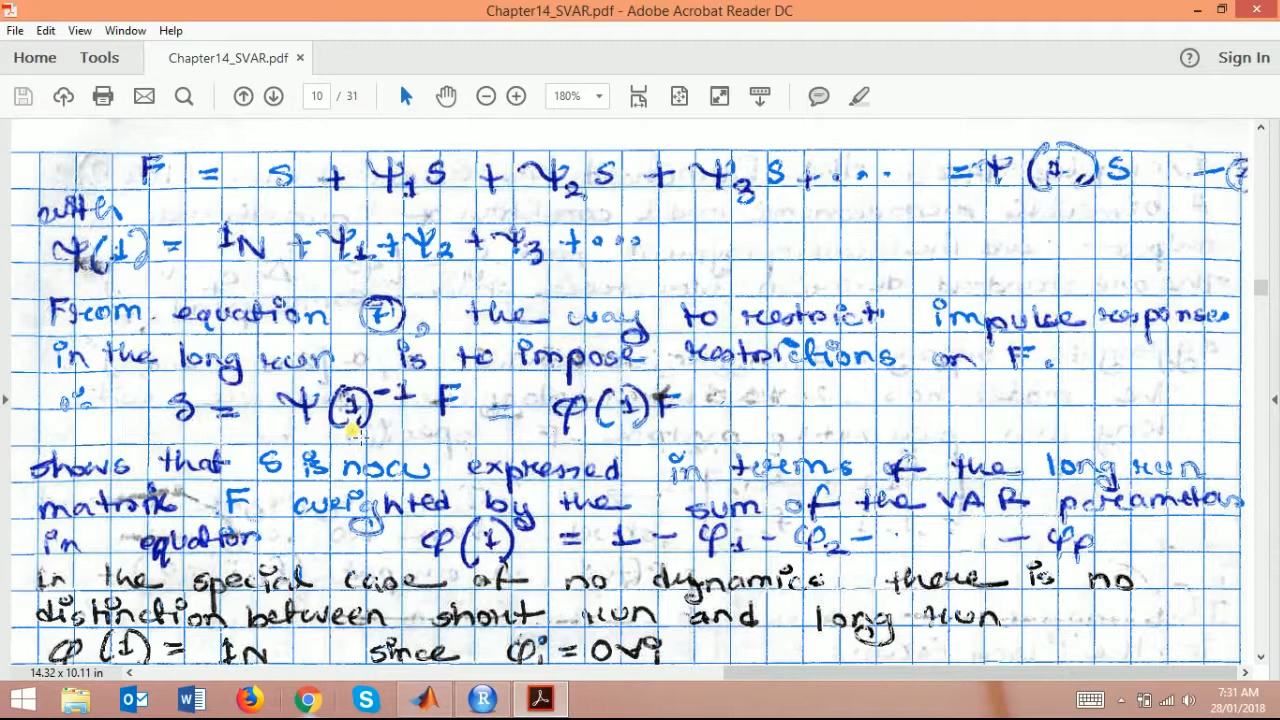 Chapter14_SVAR.pdf - Adobe Acrobat Reader DC
File Edit View Window Help
Home Tools Chapter14_SVAR.pdf × Sign In
10 / 31 180%
F = S + Ψ1 S + Ψ2 S + Ψ3 S + ... = Ψ(1) S — (7
with
Ψ(1) = IN + Ψ1 + Ψ2 + Ψ3 + ...
From equation (7), the way to restrict impulse response
in the long run is to impose restrictions on F.
S = Ψ(1)^-1 F = φ(1) F
shows that S is now expressed in terms of the long run
matrix F weighted by the sum of the VAR parameters
in equation φ(1) = 1 - φ1 - φ2 - - φp
in the special case of no dynamics there is no
distinction between short run and long run
φ(1) = IN since φi = 0 ∀i
14.32 x 10.11 in
7:31 AM
28/01/2018